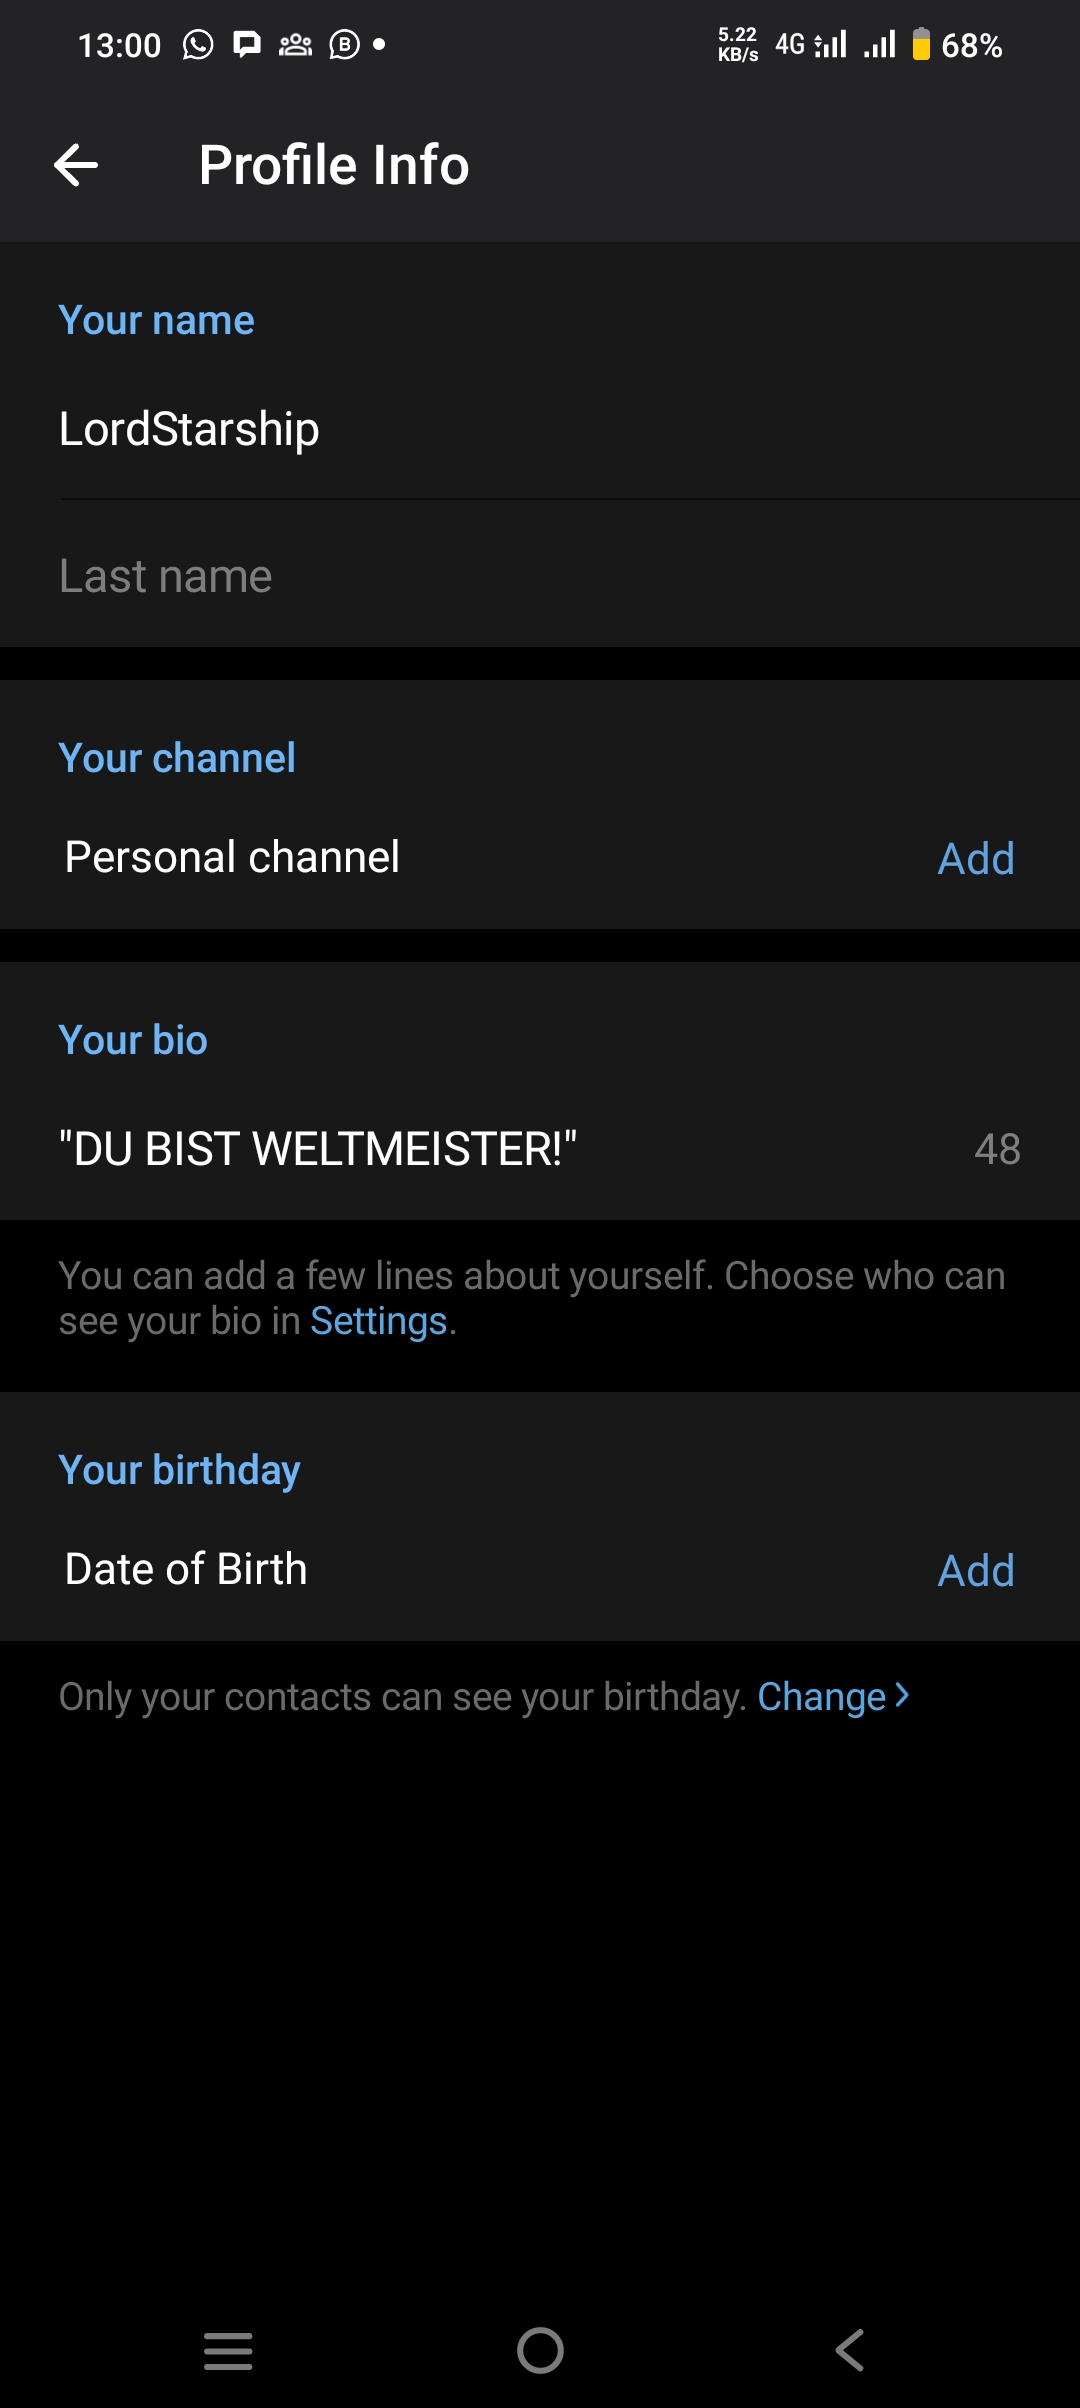 13:00
5.22
KB/s
4G
68%
Profile Info
Your name
LordStarship
Last name
Your channel
Personal channel
Add
Your bio
"DU BIST WELTMEISTER!"
48
You can add a few lines about yourself. Choose who can
see your bio in Settings.
Your birthday
Date of Birth
Add
Only your contacts can see your birthday. Change